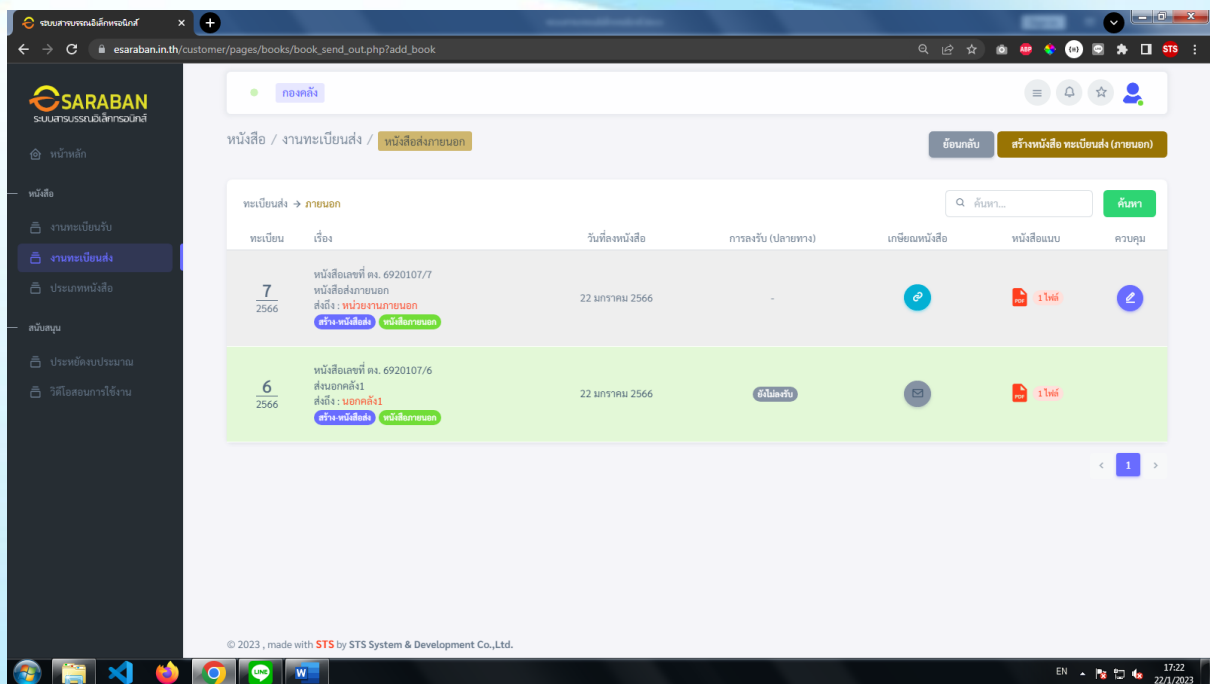 ระบบสารบรรณอิเล็กทรอนิกส์
esaraban.in.th/customer/pages/books/book_send_out.php?add_book
ABP
STS
SARABAN
ระบบสารบรรณอิเล็กทรอนิกส์
กองคลัง
หน้าหลัก
หนังสือ
งานทะเบียนรับ
งานทะเบียนส่ง
ประเภทหนังสือ
สนับสนุน
ประหยัดงบประมาณ
วิดีโอสอนการใช้งาน
หนังสือ / งานทะเบียนส่ง / หนังสือส่งภายนอก
ย้อนกลับ
สร้างหนังสือ ทะเบียนส่ง (ภายนอก)
ทะเบียนส่ง → ภายนอก
ค้นหา...
ค้นหา
ทะเบียน เรื่อง วันที่ลงหนังสือ การลงรับ (ปลายทาง) เกษียณหนังสือ หนังสือแนบ ควบคุม
7
2566
หนังสือเลขที่ ตง. 6920107/7
หนังสือส่งภายนอก
ส่งถึง : หน่วยงานภายนอก
สร้าง-หนังสือส่ง หนังสือภายนอก
22 มกราคม 2566
-
PDF 1 ไฟล์
6
2566
หนังสือเลขที่ ตง. 6920107/6
ส่งนอกคลัง1
ส่งถึง : นอกคลัง1
สร้าง-หนังสือส่ง หนังสือภายนอก
22 มกราคม 2566
ยังไม่ลงรับ
PDF 1 ไฟล์
1
© 2023 , made with STS by STS System & Development Co.,Ltd.
LINE
W
EN
17:22
22/1/2023